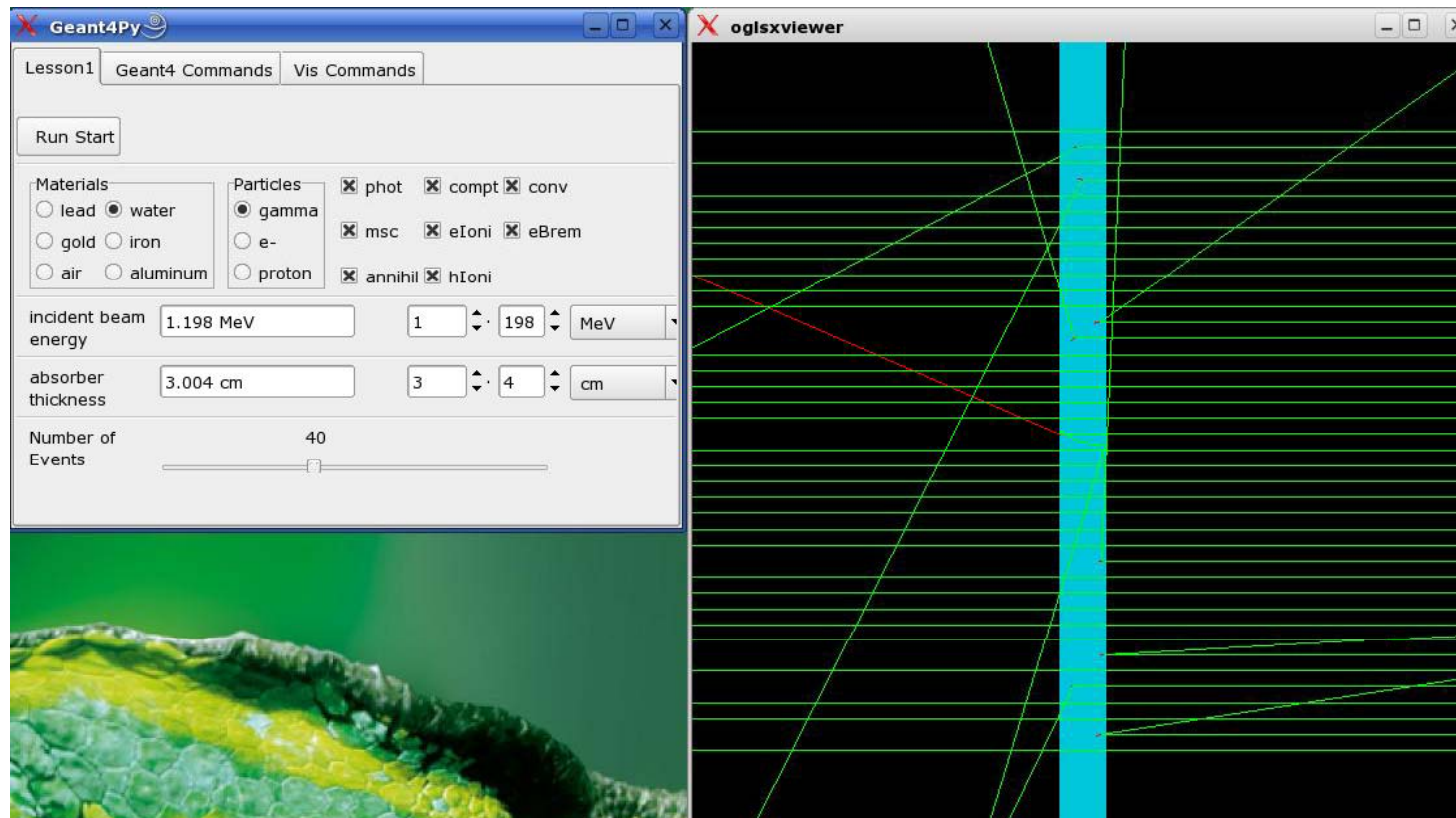 Geant4Py
oglsxviewer
Lesson1 Geant4 Commands Vis Commands
Run Start
Materials Particles
phot compt conv
lead water gamma
msc eIoni eBrem
gold iron e-
air aluminum proton
annihil hIoni
incident beam energy 1.198 MeV 1 . 198 MeV
absorber thickness 3.004 cm 3 . 4 cm
Number of Events 40